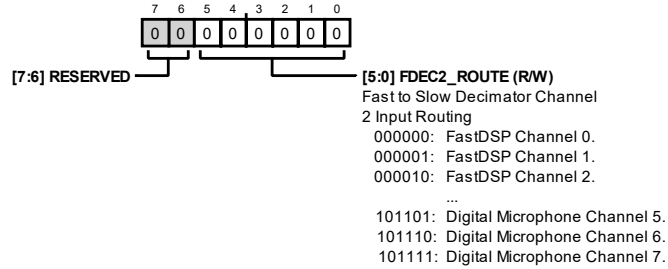 7 6 5 4 3 2 1 0
0 0 0 0 0 0 0 0
[7:6] RESERVED
[5:0] FDEC2_ROUTE (R/W)
Fast to Slow Decimator Channel
2 Input Routing
000000: FastDSP Channel 0.
000001: FastDSP Channel 1.
000010: FastDSP Channel 2.
...
101101: Digital Microphone Channel 5.
101110: Digital Microphone Channel 6.
101111: Digital Microphone Channel 7.